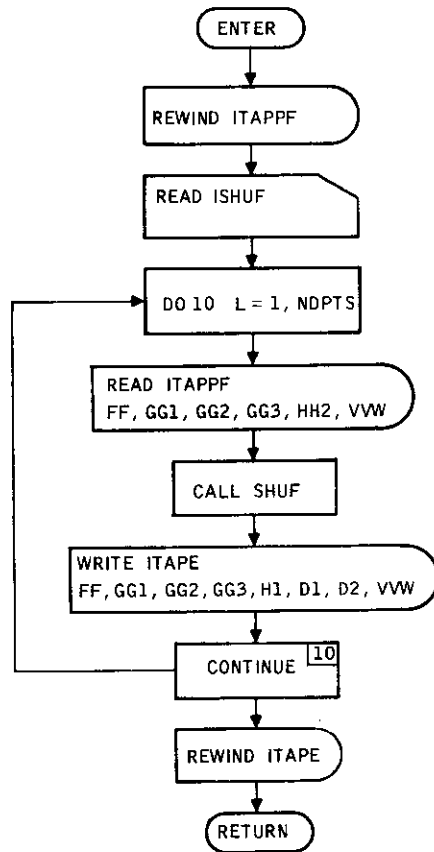 ENTER
REWIND ITAPPF
READ ISHUF
DO 10 L = 1, NDPTS
READ ITAPPF
FF, GG1, GG2, GG3, HH2, VVW
CALL SHUF
WRITE ITAPE
FF, GG1, GG2, GG3, H1, D1, D2, VVW
10
CONTINUE
REWIND ITAPE
RETURN